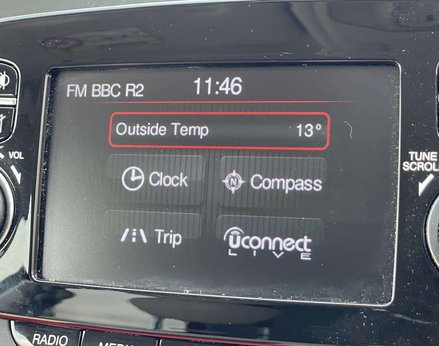 FM BBC R2 11:46
Outside Temp 13°
Clock N Compass
Trip uconnect
LIVE
VOL
TUNE
SCROLL
RADIO